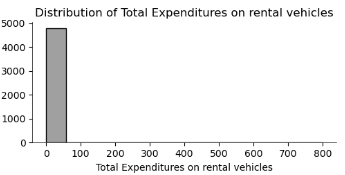 Distribution of Total Expenditures on rental vehicles
5000
4000
3000
2000
1000
0
0 100 200 300 400 500 600 700 800
Total Expenditures on rental vehicles